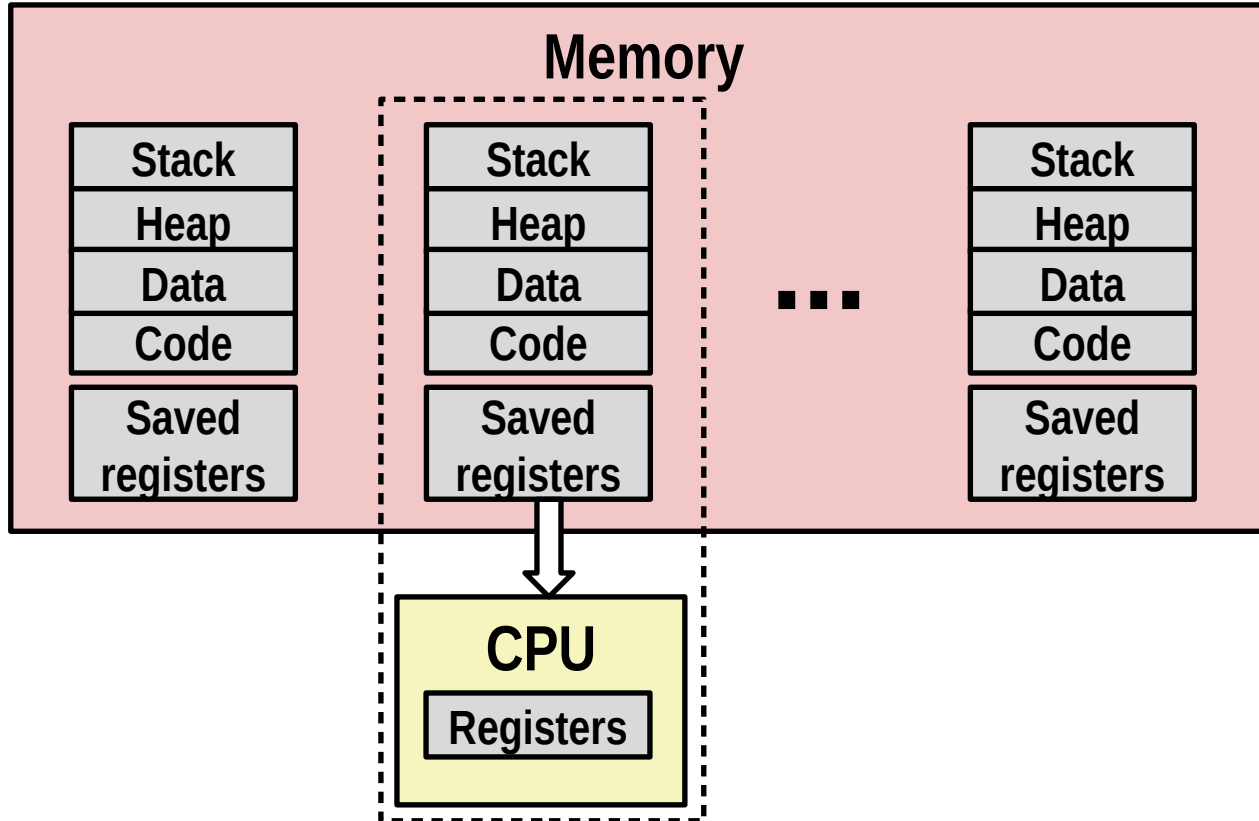 Memory
Stack
Heap
Data
Code
Saved
registers
Stack
Heap
Data
Code
Saved
registers
...
Stack
Heap
Data
Code
Saved
registers
CPU
Registers